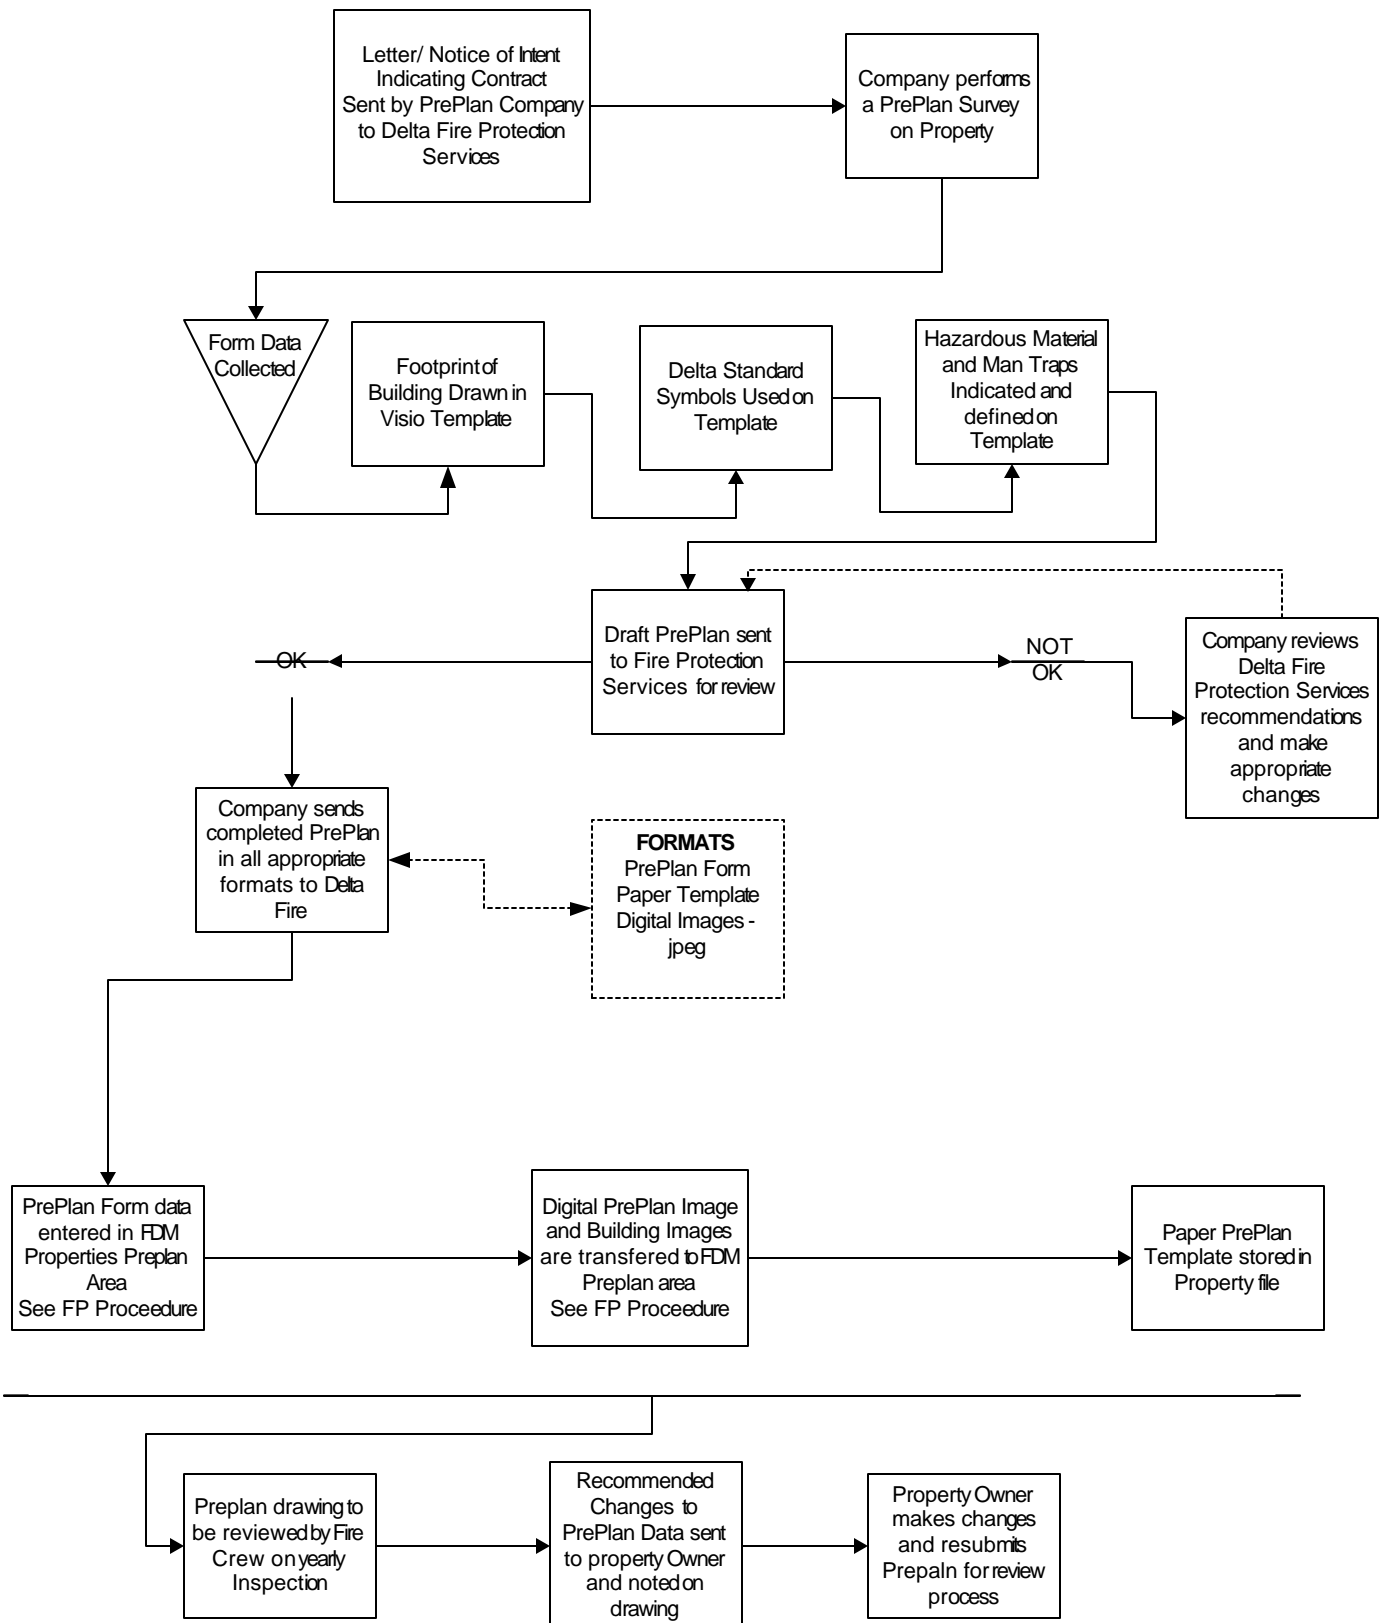 Letter/ Notice of Intent
Indicating Contract
Sent by PrePlan Company
to Delta Fire Protection
Services
Company performs
a PrePlan Survey
on Property
Form Data
Collected
Footprint of
Building Drawn in
Visio Template
Delta Standard
Symbols Used on
Template
Hazardous Material
and Man Traps
Indicated and
defined on
Template
Draft PrePlan sent
to Fire Protection
Services for review
OK
NOT
OK
Company reviews
Delta Fire
Protection Services
recommendations
and make
appropriate
changes
Company sends
completed PrePlan
in all appropriate
formats to Delta
Fire
FORMATS
PrePlan Form
Paper Template
Digital Images -
jpeg
PrePlan Form data
entered in FDM
Properties Preplan
Area
See FP Proceedure
Digital PrePlan Image
and Building Images
are transfered to FDM
Preplan area
See FP Proceedure
Paper PrePlan
Template stored in
Property file
Preplan drawing to
be reviewed by Fire
Crew on yearly
Inspection
Recommended
Changes to
PrePlan Data sent
to property Owner
and noted on
drawing
Property Owner
makes changes
and resubmits
Prepaln for review
process